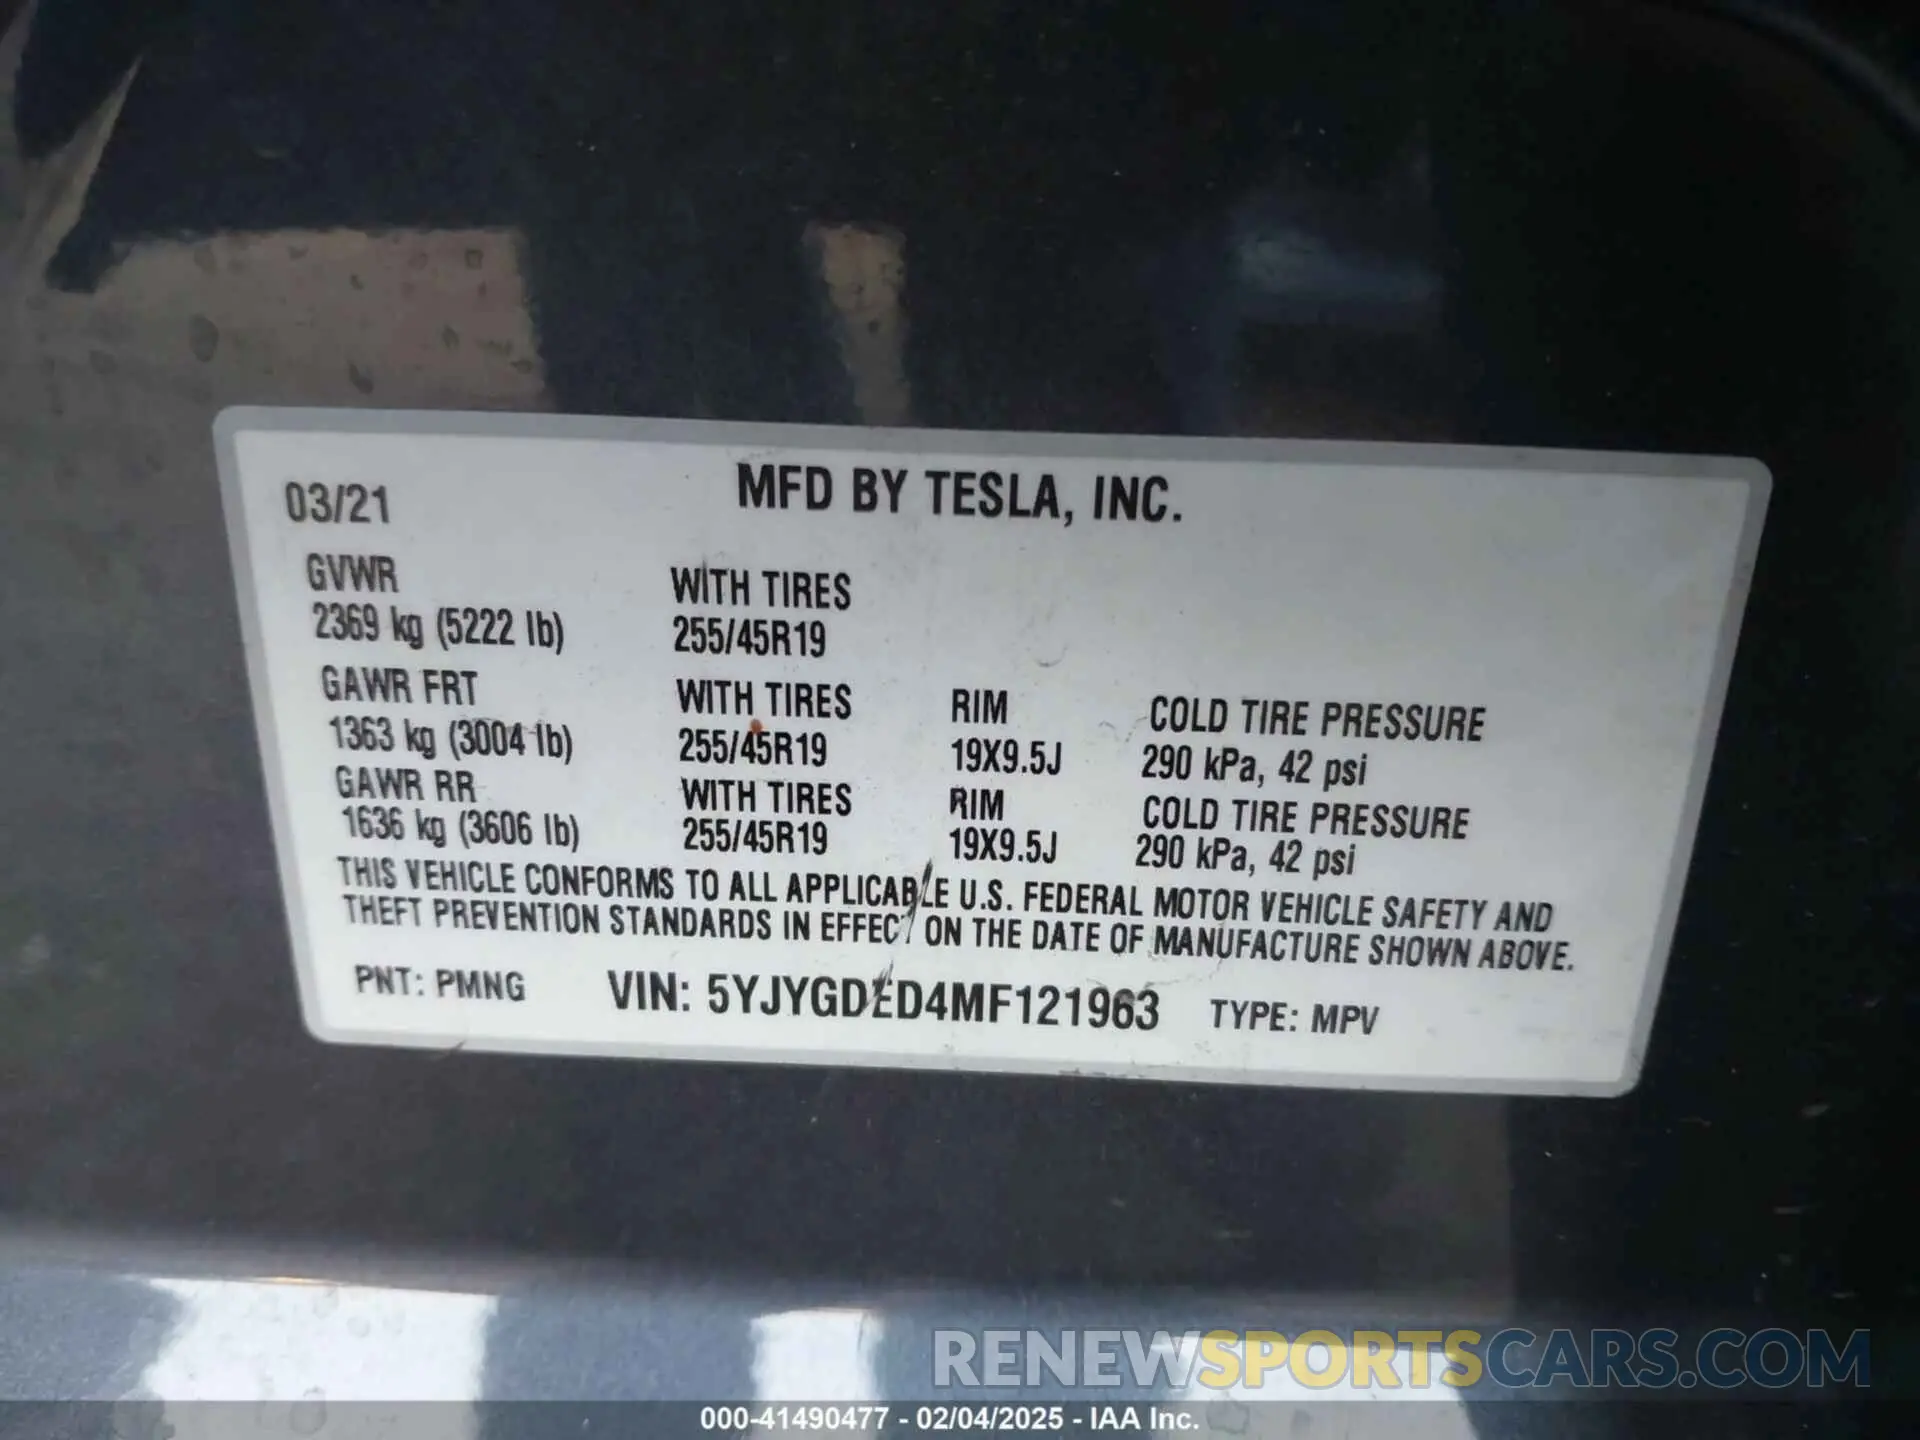 03/21 MFD BY TESLA, INC.
GVWR WITH TIRES
2369 kg (5222 lb) 255/45R19
GAWR FRT WITH TIRES RIM COLD TIRE PRESSURE
1363 kg (3004 lb) 255/45R19 19X9.5J 290 kPa, 42 psi
GAWR RR WITH TIRES RIM COLD TIRE PRESSURE
1636 kg (3606 lb) 255/45R19 19X9.5J 290 kPa, 42 psi
THIS VEHICLE CONFORMS TO ALL APPLICABLE U.S. FEDERAL MOTOR VEHICLE SAFETY AND
THEFT PREVENTION STANDARDS IN EFFECT ON THE DATE OF MANUFACTURE SHOWN ABOVE.
PNT: PMNG VIN: 5YJYGDED4MF121963 TYPE: MPV
RENEWSPORTSCARS.COM
000-41490477 - 02/04/2025 - IAA Inc.